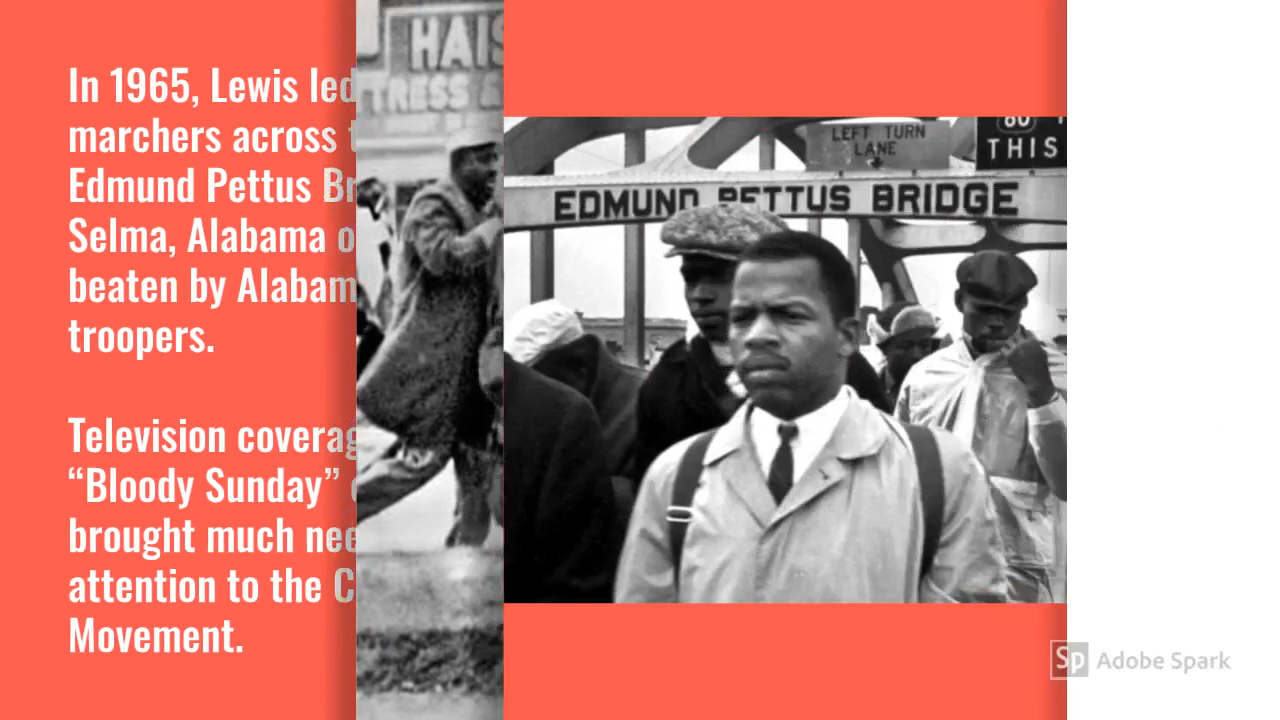 In 1965, Lewis led
marchers across t
Edmund Pettus Br
Selma, Alabama o
beaten by Alabam
troopers.
Television coverag
“Bloody Sunday”
brought much nee
attention to the C
Movement.
HAIS
TRESS &
LEFT TURN
LANE
80
THIS
EDMUND PETTUS BRIDGE
Sp Adobe Spark